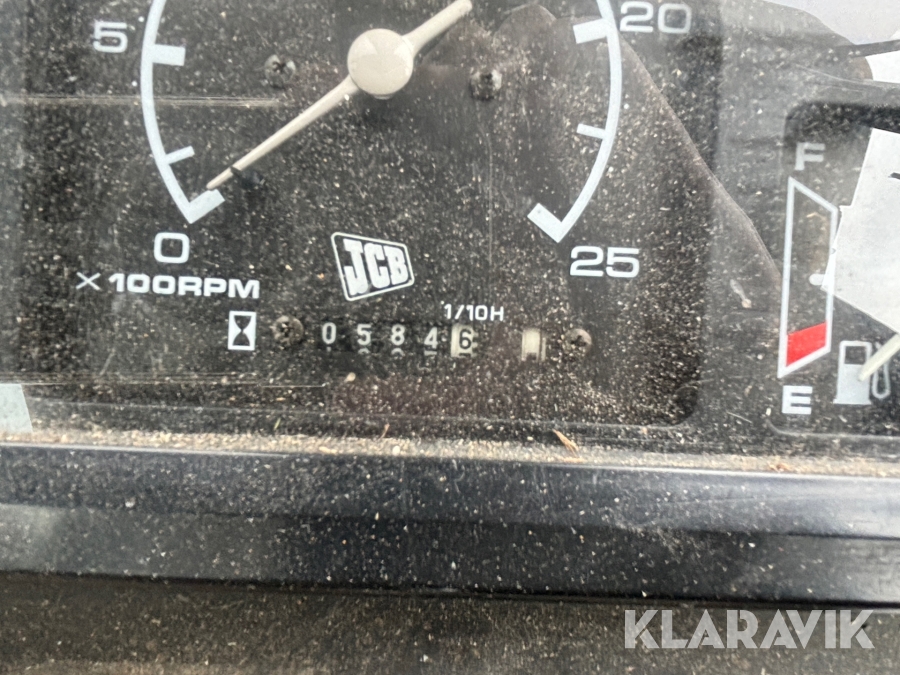 5
20
F
0
25
JCB
X 100RPM
1/10H
05846
E
KLARAVIK